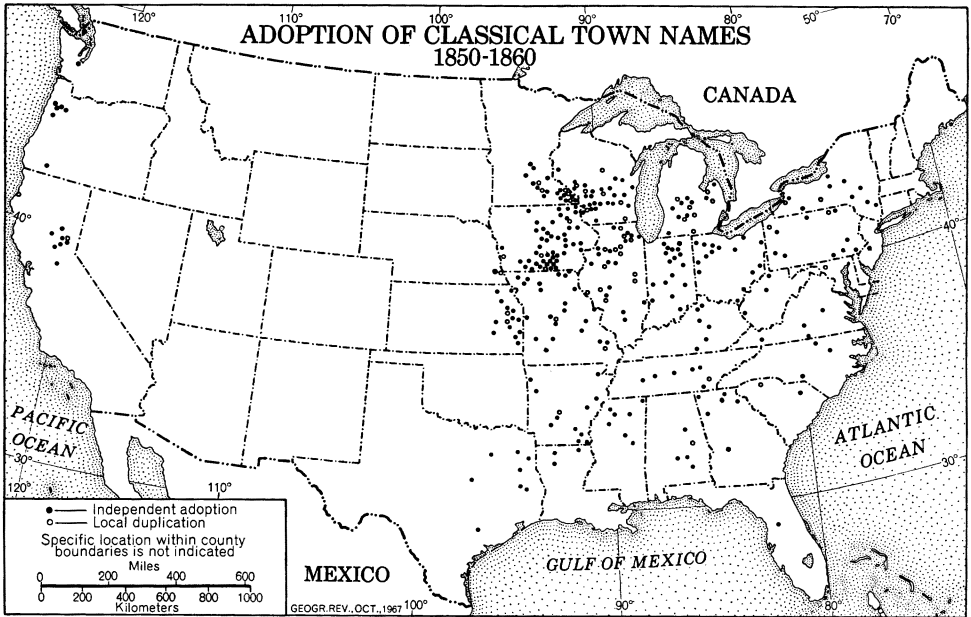 120°
110°
100°
90°
80°
50°
70°
ADOPTION OF CLASSICAL TOWN NAMES
1850-1860
CANADA
40°
40°
PACIFIC
OCEAN
ATLANTIC
OCEAN
30°
30°
120°
110°
Independent adoption
Local duplication
Specific location within county
boundaries is not indicated
Miles
0 200 400 600
0 200 400 600 800 1000
Kilometers
MEXICO
GULF OF MEXICO
GEOGR. REV., OCT., 1967
100°
90°
80°